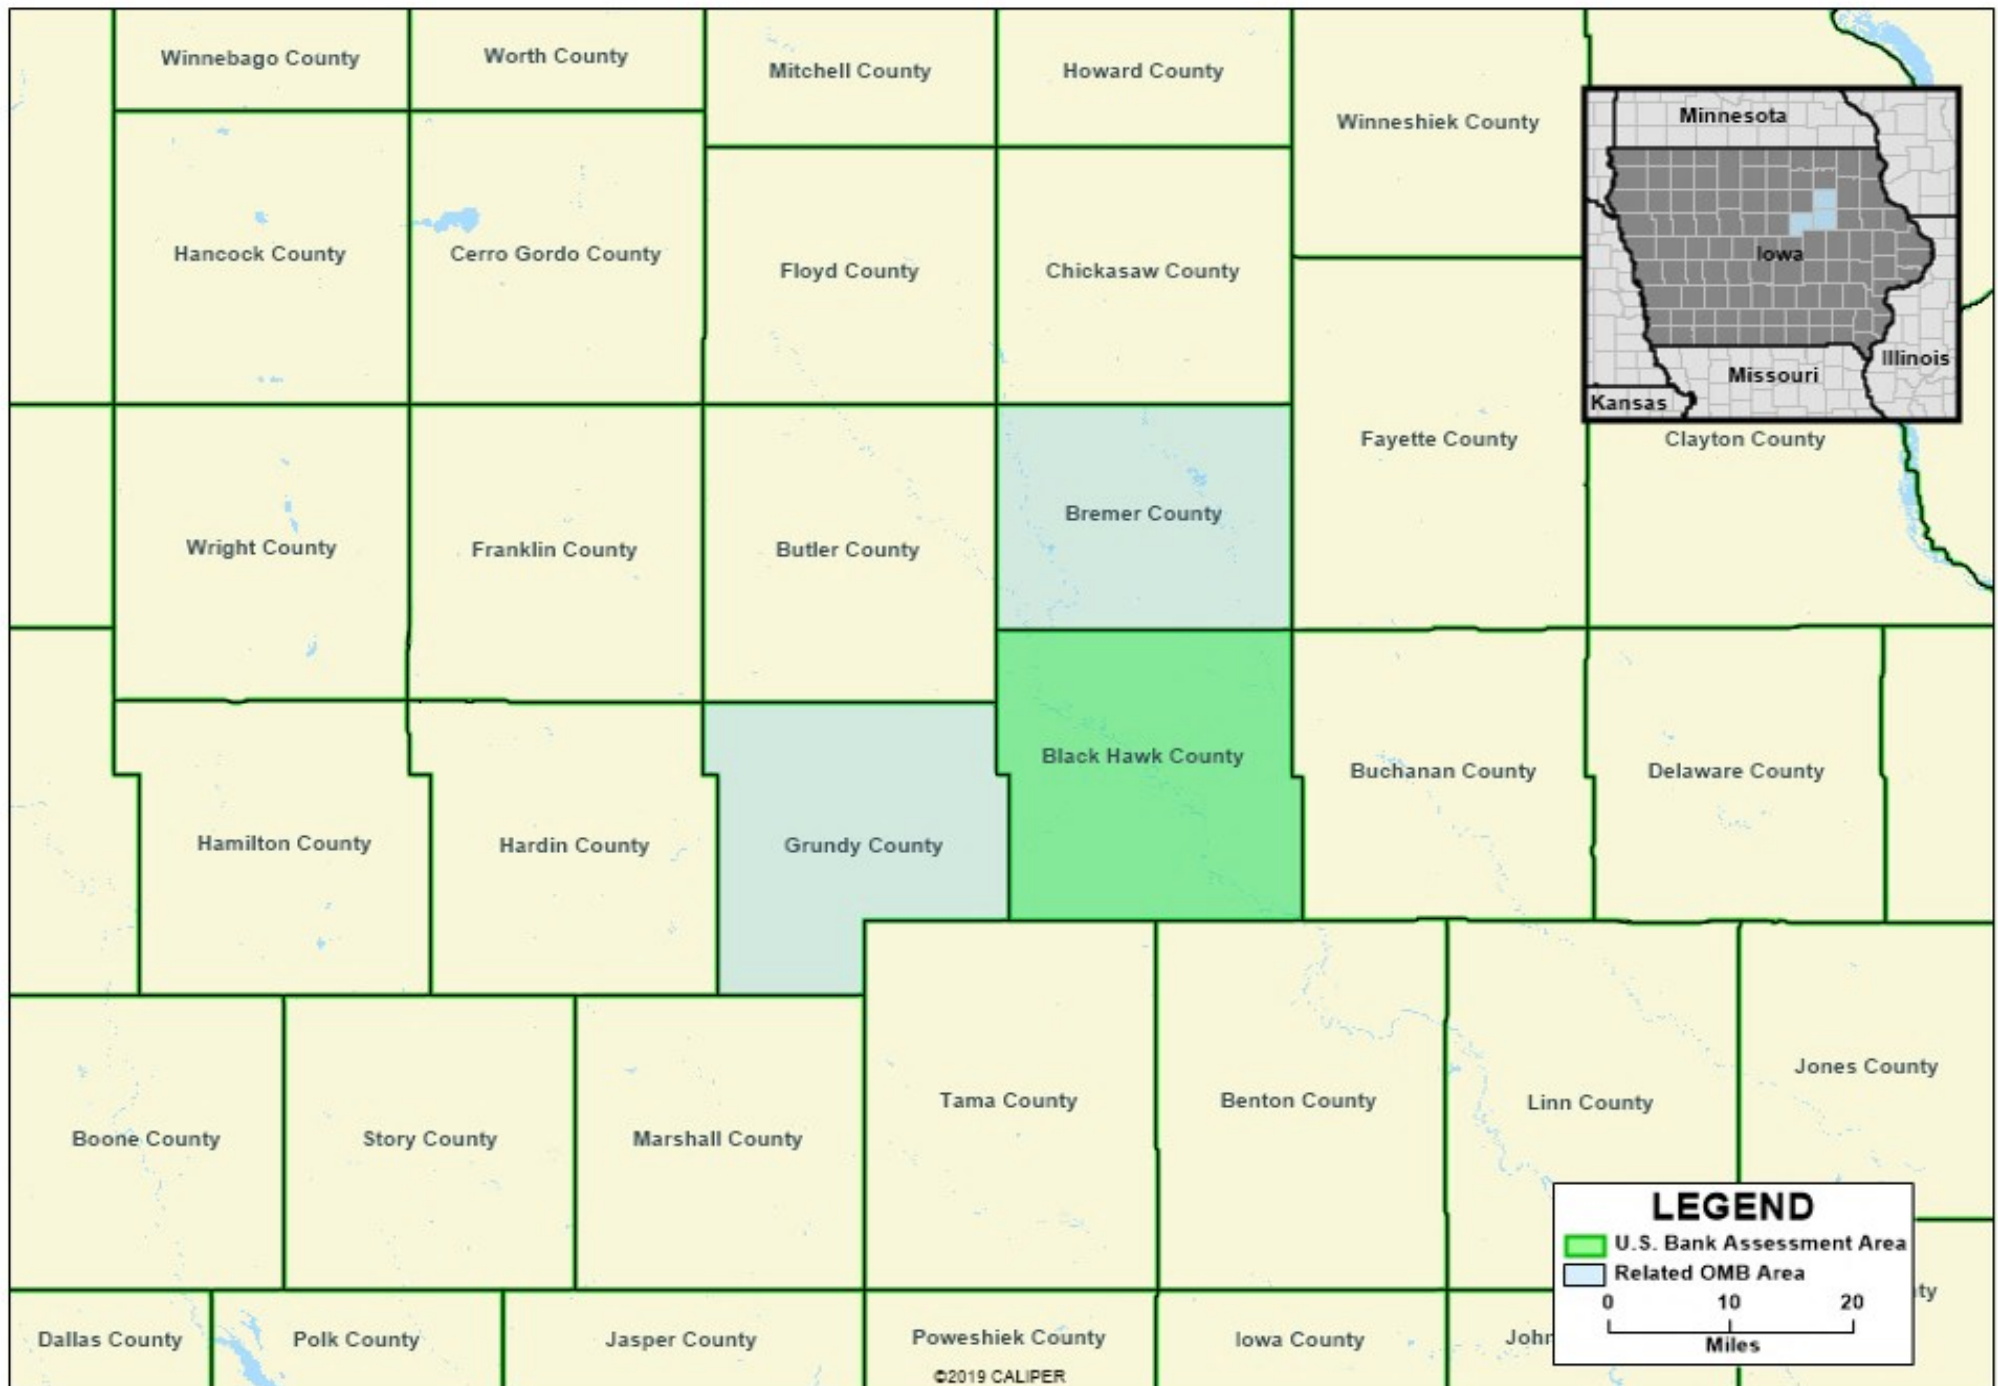 Winnebago County
Worth County
Mitchell County
Howard County
Winneshiek County
Minnesota
Iowa
Illinois
Missouri
Kansas
Hancock County
Cerro Gordo County
Floyd County
Chickasaw County
Fayette County
Clayton County
Wright County
Franklin County
Butler County
Bremer County
Black Hawk County
Buchanan County
Delaware County
Hamilton County
Hardin County
Grundy County
Boone County
Story County
Marshall County
Tama County
Benton County
Linn County
Jones County
LEGEND
U.S. Bank Assessment Area
Related OMB Area
0 10 20
Miles
ty
Dallas County
Polk County
Jasper County
Poweshiek County
Iowa County
John
©2019 CALIPER